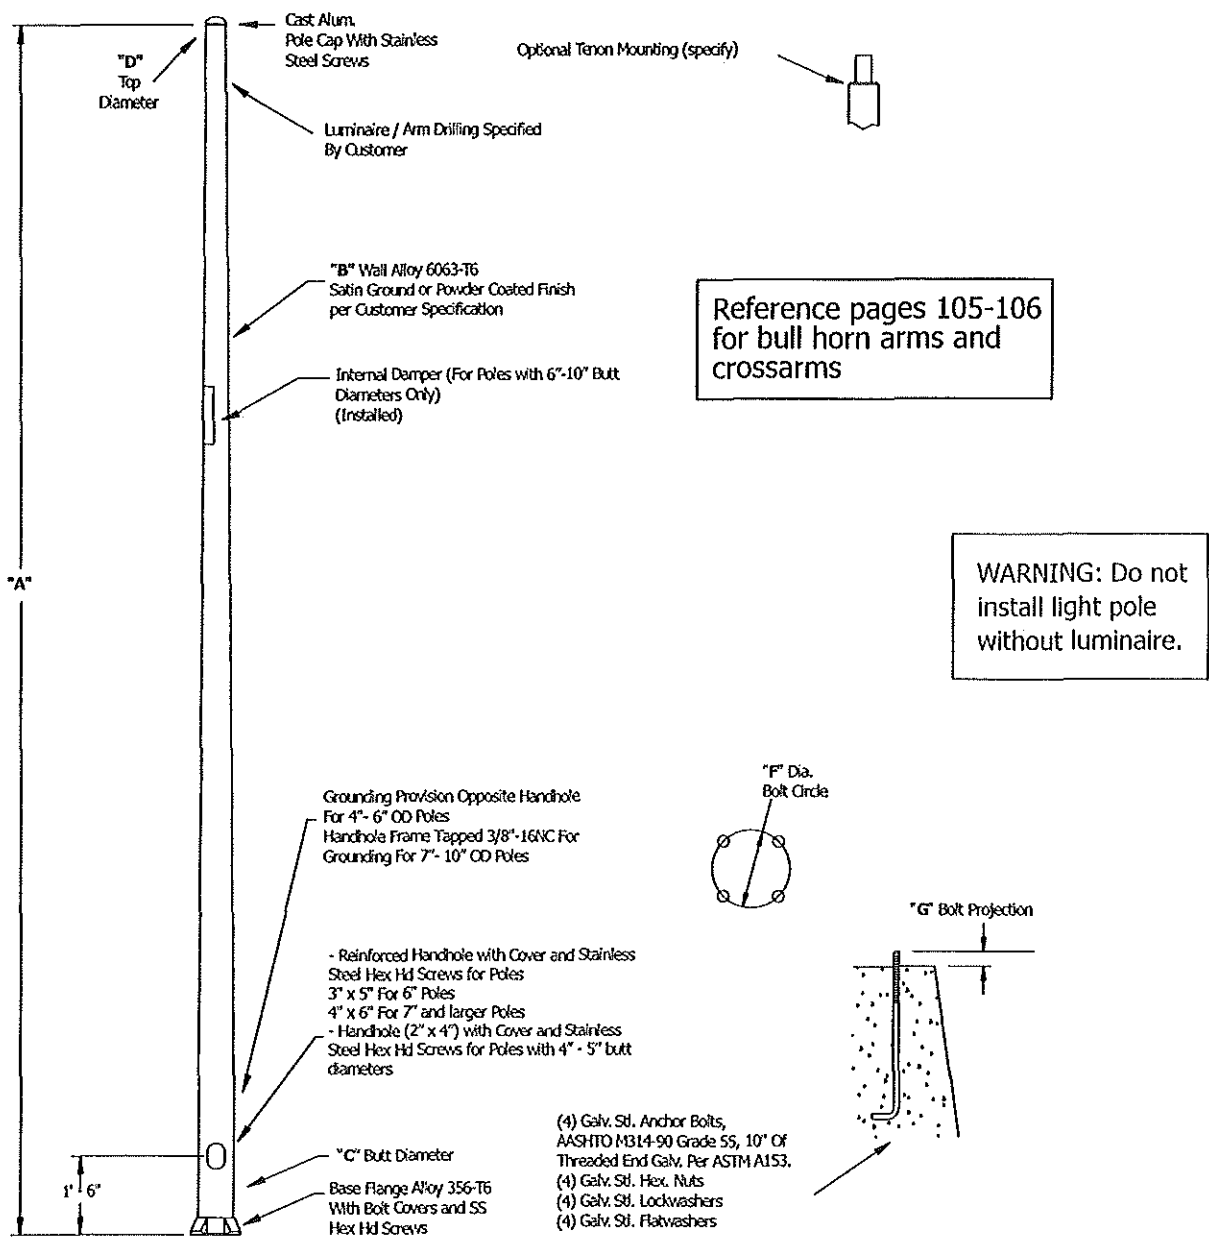 Cast Alum.
Pole Cap With Stainless
Steel Screws
"D"
Top
Diameter
Optional Tenon Mounting (specify)
Luminaire / Arm Drilling Specified
By Customer
"B" Wall Alloy 6063-T6
Satin Ground or Powder Coated Finish
per Customer Specification
Reference pages 105-106
for bull horn arms and
crossarms
Internal Damper (For Poles with 6"-10" Butt
Diameters Only)
(Installed)
"A"
WARNING: Do not
install light pole
without luminaire.
"F" Dia.
Bolt Circle
Grounding Provision Opposite Handhole
For 4"- 6" OD Poles
Handhole Frame Tapped 3/8"-16NC For
Grounding For 7"- 10" OD Poles
"G" Bolt Projection
- Reinforced Handhole with Cover and Stainless
Steel Hex Hd Screws for Poles
3" x 5" For 6" Poles
4" x 6" For 7" and larger Poles
- Handhole (2" x 4") with Cover and Stainless
Steel Hex Hd Screws for Poles with 4" - 5" butt
diameters
(4) Galv. Stl. Anchor Bolts,
AASHTO M314-90 Grade 55, 10" Of
Threaded End Galv. Per ASTM A153.
(4) Galv. Stl. Hex. Nuts
(4) Galv. Stl. Lockwashers
(4) Galv. Stl. Flatwashers
"C" Butt Diameter
1' 6"
Base Flange Alloy 356-T6
With Bolt Covers and SS
Hex Hd Screws